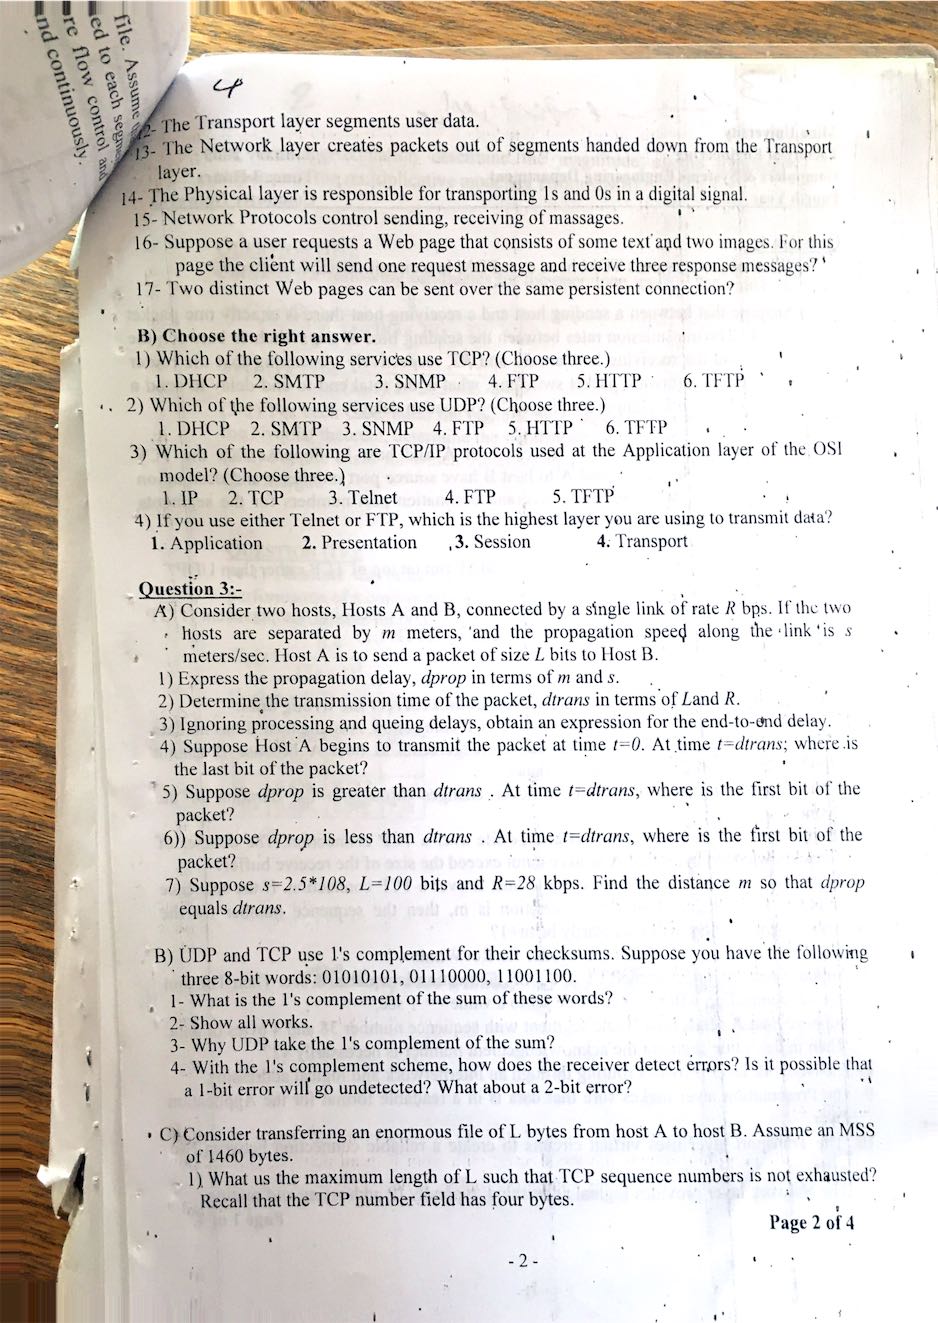 file. Assume
ed to each segm
re flow control and
nd continuously.
4
12- The Transport layer segments user data.
13- The Network layer creates packets out of segments handed down from the Transport
layer.
14- The Physical layer is responsible for transporting 1s and 0s in a digital signal.
15- Network Protocols control sending, receiving of massages.
16- Suppose a user requests a Web page that consists of some text and two images. For this
page the client will send one request message and receive three response messages?
17- Two distinct Web pages can be sent over the same persistent connection?
B) Choose the right answer.
1) Which of the following services use TCP? (Choose three.)
1. DHCP 2. SMTP 3. SNMP 4. FTP 5. HTTP 6. TFTP
2) Which of the following services use UDP? (Choose three.)
1. DHCP 2. SMTP 3. SNMP 4. FTP 5. HTTP 6. TFTP
3) Which of the following are TCP/IP protocols used at the Application layer of the OSI
model? (Choose three.)
1. IP 2. TCP 3. Telnet 4. FTP 5. TFTP
4) If you use either Telnet or FTP, which is the highest layer you are using to transmit data?
1. Application 2. Presentation 3. Session 4. Transport
Question 3:-
A) Consider two hosts, Hosts A and B, connected by a single link of rate R bps. If the two
hosts are separated by m meters, and the propagation speed along the link is s
meters/sec. Host A is to send a packet of size L bits to Host B.
1) Express the propagation delay, dprop in terms of m and s.
2) Determine the transmission time of the packet, dtrans in terms of Land R.
3) Ignoring processing and queing delays, obtain an expression for the end-to-end delay.
4) Suppose Host A begins to transmit the packet at time t=0. At time t=dtrans; where is
the last bit of the packet?
5) Suppose dprop is greater than dtrans . At time t=dtrans, where is the first bit of the
packet?
6)) Suppose dprop is less than dtrans . At time t=dtrans, where is the first bit of the
packet?
7) Suppose s=2.5*108, L=100 bits and R=28 kbps. Find the distance m so that dprop
equals dtrans.
B) UDP and TCP use 1's complement for their checksums. Suppose you have the following
three 8-bit words: 01010101, 01110000, 11001100.
1- What is the 1's complement of the sum of these words?
2- Show all works.
3- Why UDP take the 1's complement of the sum?
4- With the 1's complement scheme, how does the receiver detect errors? Is it possible that
a 1-bit error will go undetected? What about a 2-bit error?
C) Consider transferring an enormous file of L bytes from host A to host B. Assume an MSS
of 1460 bytes.
1) What us the maximum length of L such that TCP sequence numbers is not exhausted?
Recall that the TCP number field has four bytes.
Page 2 of 4
- 2 -